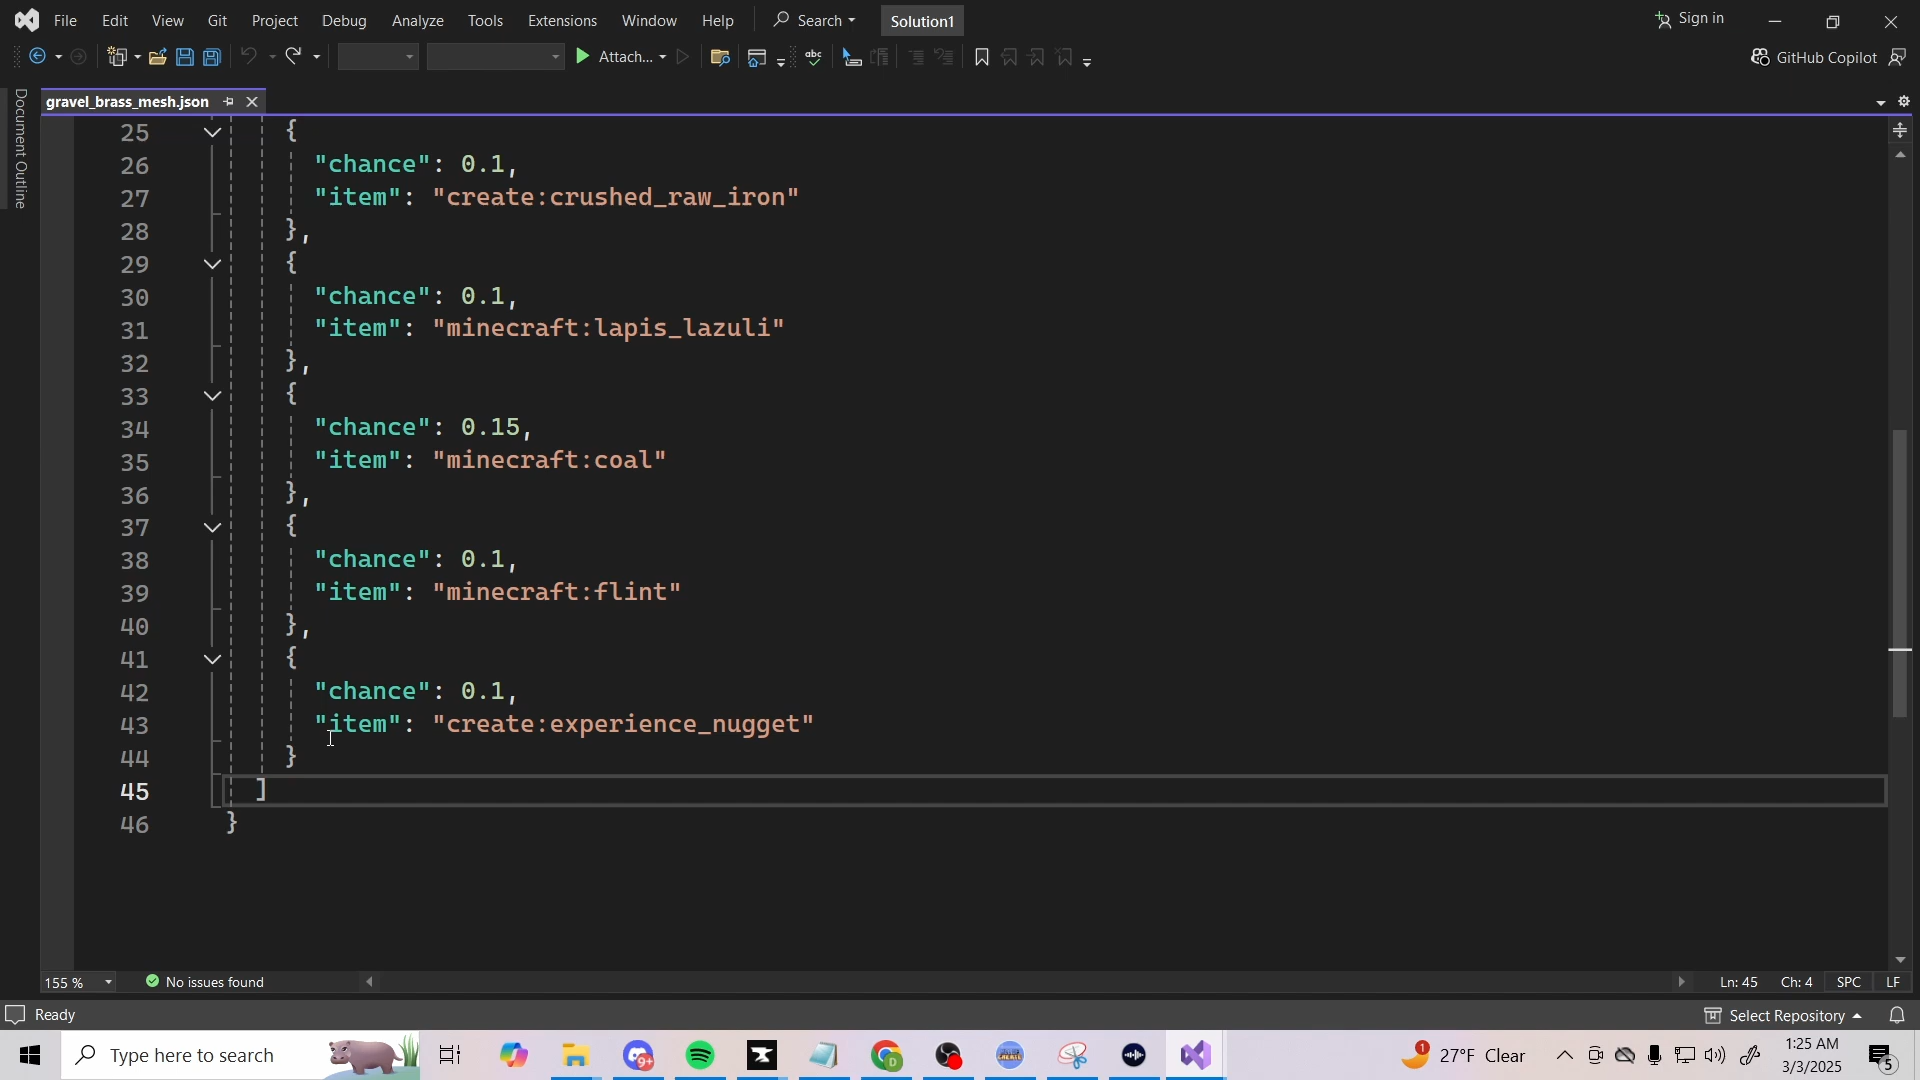 File Edit View Git Project Debug Analyze Tools Extensions Window Help Search Solution1 Sign in
Attach... abc GitHub Copilot
Document Outline
gravel_brass_mesh.json
25 {
26 "chance": 0.1,
27 "item": "create:crushed_raw_iron"
28 },
29 {
30 "chance": 0.1,
31 "item": "minecraft:lapis_lazuli"
32 },
33 {
34 "chance": 0.15,
35 "item": "minecraft:coal"
36 },
37 {
38 "chance": 0.1,
39 "item": "minecraft:flint"
40 },
41 {
42 "chance": 0.1,
43 "item": "create:experience_nugget"
44 }
45 ]
46 }
155 % No issues found Ln: 45 Ch: 4 SPC LF
Ready Select Repository
Type here to search 9+ 1 27°F Clear 1:25 AM
3/3/2025 5